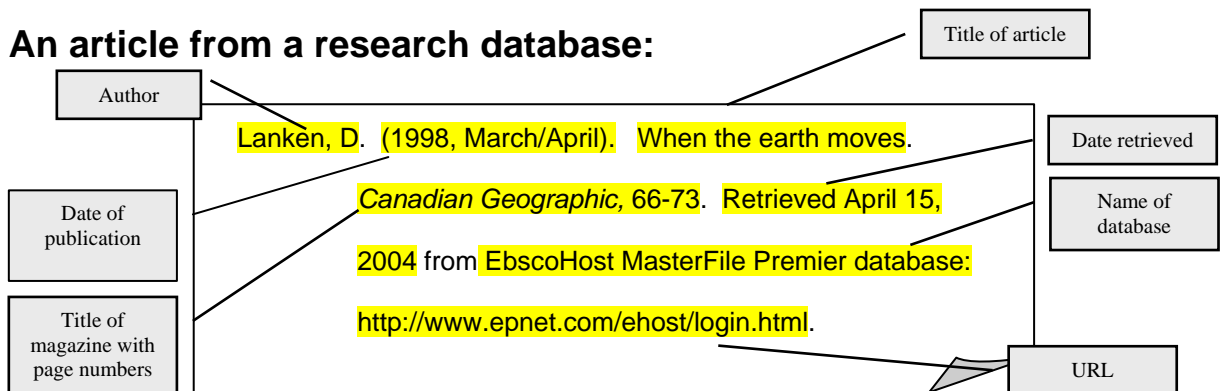 An article from a research database:
Title of article
Author
Lanken, D. (1998, March/April). When the earth moves.
Date retrieved
Canadian Geographic, 66-73. Retrieved April 15,
Date of
publication
Name of
database
2004 from EbscoHost MasterFile Premier database:
Title of
magazine with
page numbers
http://www.epnet.com/ehost/login.html.
URL